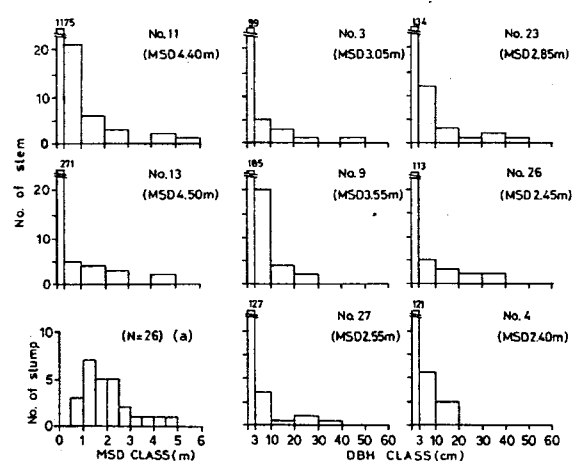 1175
No. 11
(MSD 4.40m)
20
10
0
No. 3
(MSD 3.05m)
134
No. 23
(MSD 2.85m)
No. of stem
271
No. 13
(MSD 4.50m)
20
10
0
185
No. 9
(MSD 3.55m)
113
No. 26
(MSD 2.45m)
No. of stump
(N=26) (a)
10
5
0
0 1 2 3 4 5 6
MSD CLASS (m)
127
No. 27
(MSD 2.55m)
3 10 20 30 40 50 60
121
No. 4
(MSD 2.40m)
3 10 20 30 40 50 60
DBH CLASS (cm)